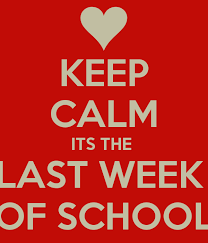 KEEP
CALM
ITS THE
LAST WEEK
OF SCHOOL